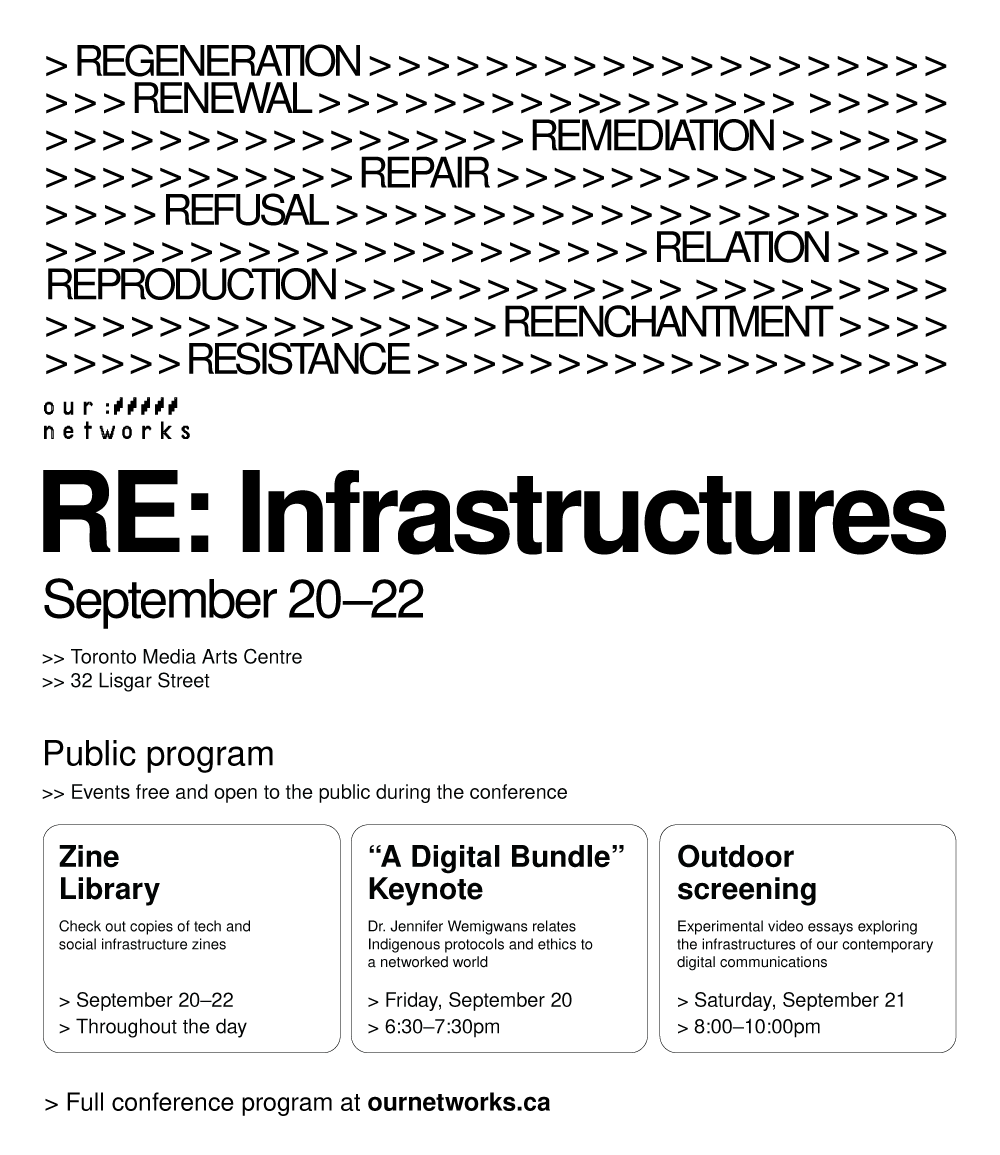 > REGENERATION > > > > > > > > > > > > > > > > > > > >
> > > RENEWAL > > > > > > > > > >> > > > > > > > > > > > >
> > > > > > > > > > > > > > > > > REMEDIATION > > > > > >
> > > > > > > > > > > REPAIR > > > > > > > > > > > > > > > >
> > > > REFUSAL > > > > > > > > > > > > > > > > > > > > >
> > > > > > > > > > > > > > > > > > > > > RELATION > > > >
REPRODUCTION > > > > > > > > > > > > > > > > > > > > >
> > > > > > > > > > > > > > > > REENCHANTMENT > > > >
> > > > > RESISTANCE > > > > > > > > > > > > > > > > > > >
our :
networks
RE: Infrastructures
September 20–22
>> Toronto Media Arts Centre
>> 32 Lisgar Street
Public program
>> Events free and open to the public during the conference
Zine
Library
Check out copies of tech and
social infrastructure zines
> September 20–22
> Throughout the day
“A Digital Bundle”
Keynote
Dr. Jennifer Wemigwans relates
Indigenous protocols and ethics to
a networked world
> Friday, September 20
> 6:30–7:30pm
Outdoor
screening
Experimental video essays exploring
the infrastructures of our contemporary
digital communications
> Saturday, September 21
> 8:00–10:00pm
> Full conference program at ournetworks.ca